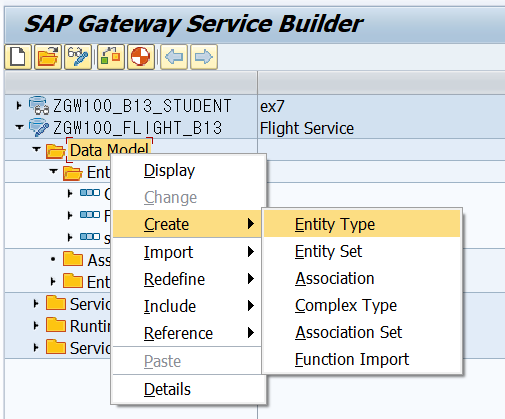 SAP Gateway Service Builder
ZGW100_B13_STUDENT ex7
ZGW100_FLIGHT_B13 Flight Service
Data Model
Display
Change
Create
Import
Redefine
Include
Reference
Paste
Details
Entity Type
Entity Set
Association
Complex Type
Association Set
Function Import
Ent
Ass
Ent
Servic
Runtim
Servic